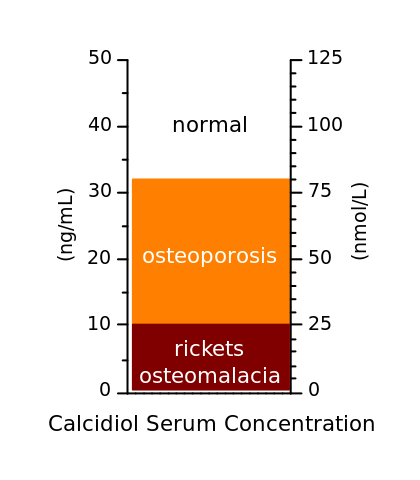 50
125
40
normal
100
30
75
(ng/mL)
(nmol/L)
20
osteoporosis
50
10
25
rickets
osteomalacia
0
0
Calcidiol Serum Concentration